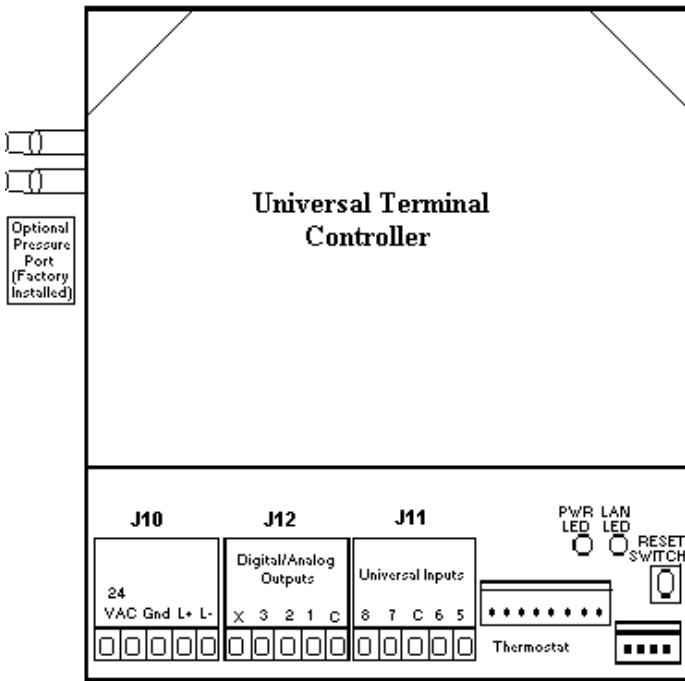 Universal Terminal
Controller
Optional
Pressure
Port
(Factory
Installed)
J10
J12
J11
PWR LAN
LED LED
RESET
SWITCH
Digital/Analog
Outputs
Universal Inputs
24
VAC Gnd L+ L-
X 3 2 1 C
8 7 C 6 5
Thermostat